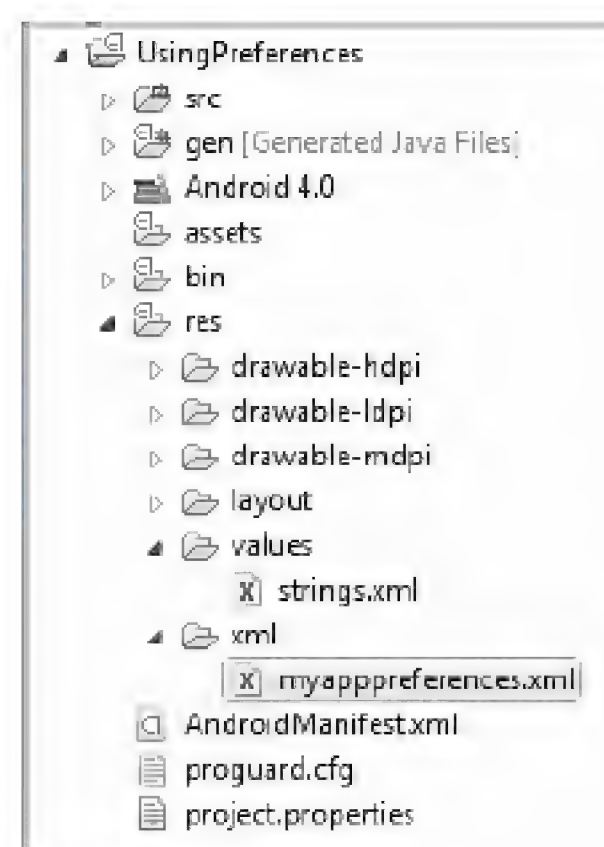 UsingPreferences
src
gen [Generated Java Files]
Android 4.0
assets
bin
res
drawable-hdpi
drawable-ldpi
drawable-mdpi
layout
values
strings.xml
xml
myapppreferences.xml
AndroidManifest.xml
proguard.cfg
project.properties